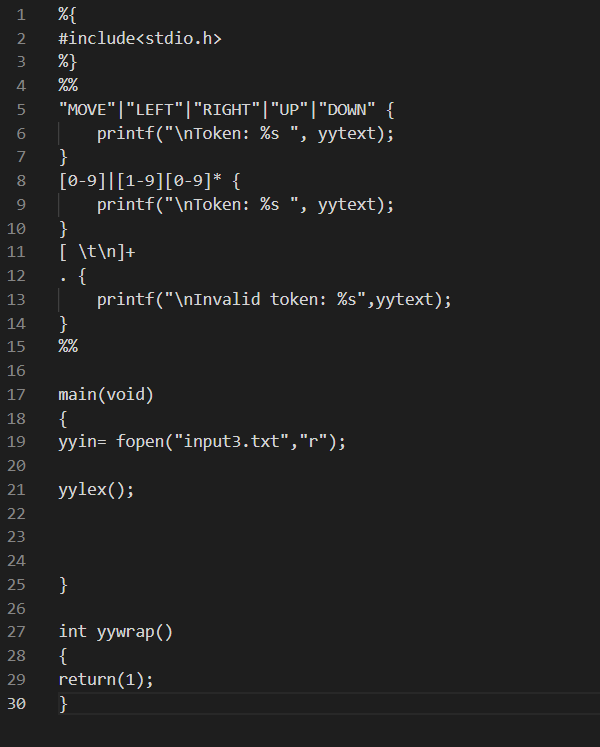 1 %{
2 #include<stdio.h>
3 %}
4 %%
5 "MOVE"|"LEFT"|"RIGHT"|"UP"|"DOWN" {
6     printf("\nToken: %s ", yytext);
7 }
8 [0-9]|[1-9][0-9]* {
9     printf("\nToken: %s ", yytext);
10 }
11 [ \t\n]+
12 . {
13     printf("\nInvalid token: %s",yytext);
14 }
15 %%
16
17 main(void)
18 {
19 yyin= fopen("input3.txt","r");
20
21 yylex();
22
23
24
25 }
26
27 int yywrap()
28 {
29 return(1);
30 }